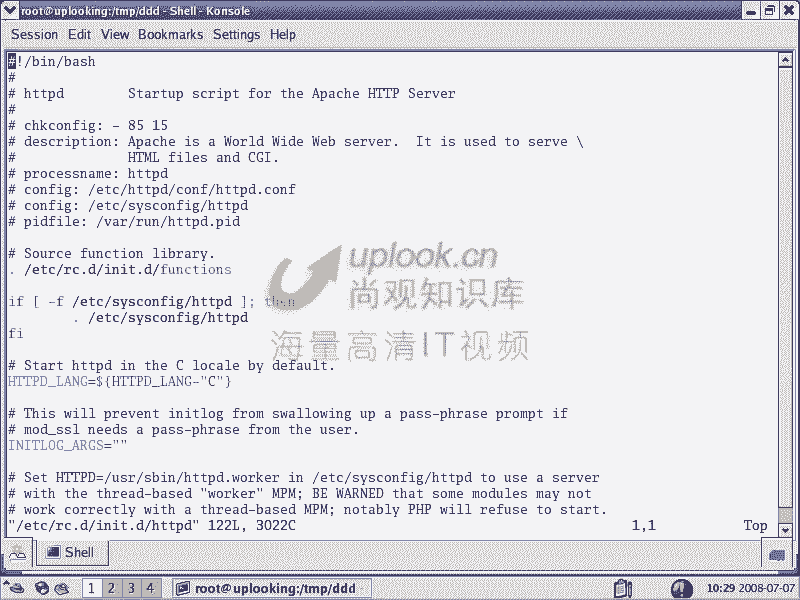 root@uplooking:/tmp/ddd - Shell - Konsole
Session Edit View Bookmarks Settings Help
#!/bin/bash
#
# httpd        Startup script for the Apache HTTP Server
#
# chkconfig: - 85 15
# description: Apache is a World Wide Web server.  It is used to serve \
#              HTML files and CGI.
# processname: httpd
# config: /etc/httpd/conf/httpd.conf
# config: /etc/sysconfig/httpd
# pidfile: /var/run/httpd.pid
# Source function library.
. /etc/rc.d/init.d/functions
if [ -f /etc/sysconfig/httpd ]; then
        . /etc/sysconfig/httpd
fi
# Start httpd in the C locale by default.
HTTPD_LANG=${HTTPD_LANG-"C"}
# This will prevent initlog from swallowing up a pass-phrase prompt if
# mod_ssl needs a pass-phrase from the user.
INITLOG_ARGS=""
# Set HTTPD=/usr/sbin/httpd.worker in /etc/sysconfig/httpd to use a server
# with the thread-based "worker" MPM; BE WARNED that some modules may not
# work correctly with a thread-based MPM; notably PHP will refuse to start.
"/etc/rc.d/init.d/httpd" 122L, 3022C 1,1 Top
uplook.cn
尚观知识库
海量高清IT视频
Shell
1 2 3 4 root@uplooking:/tmp/ddd 10:29 2008-07-07